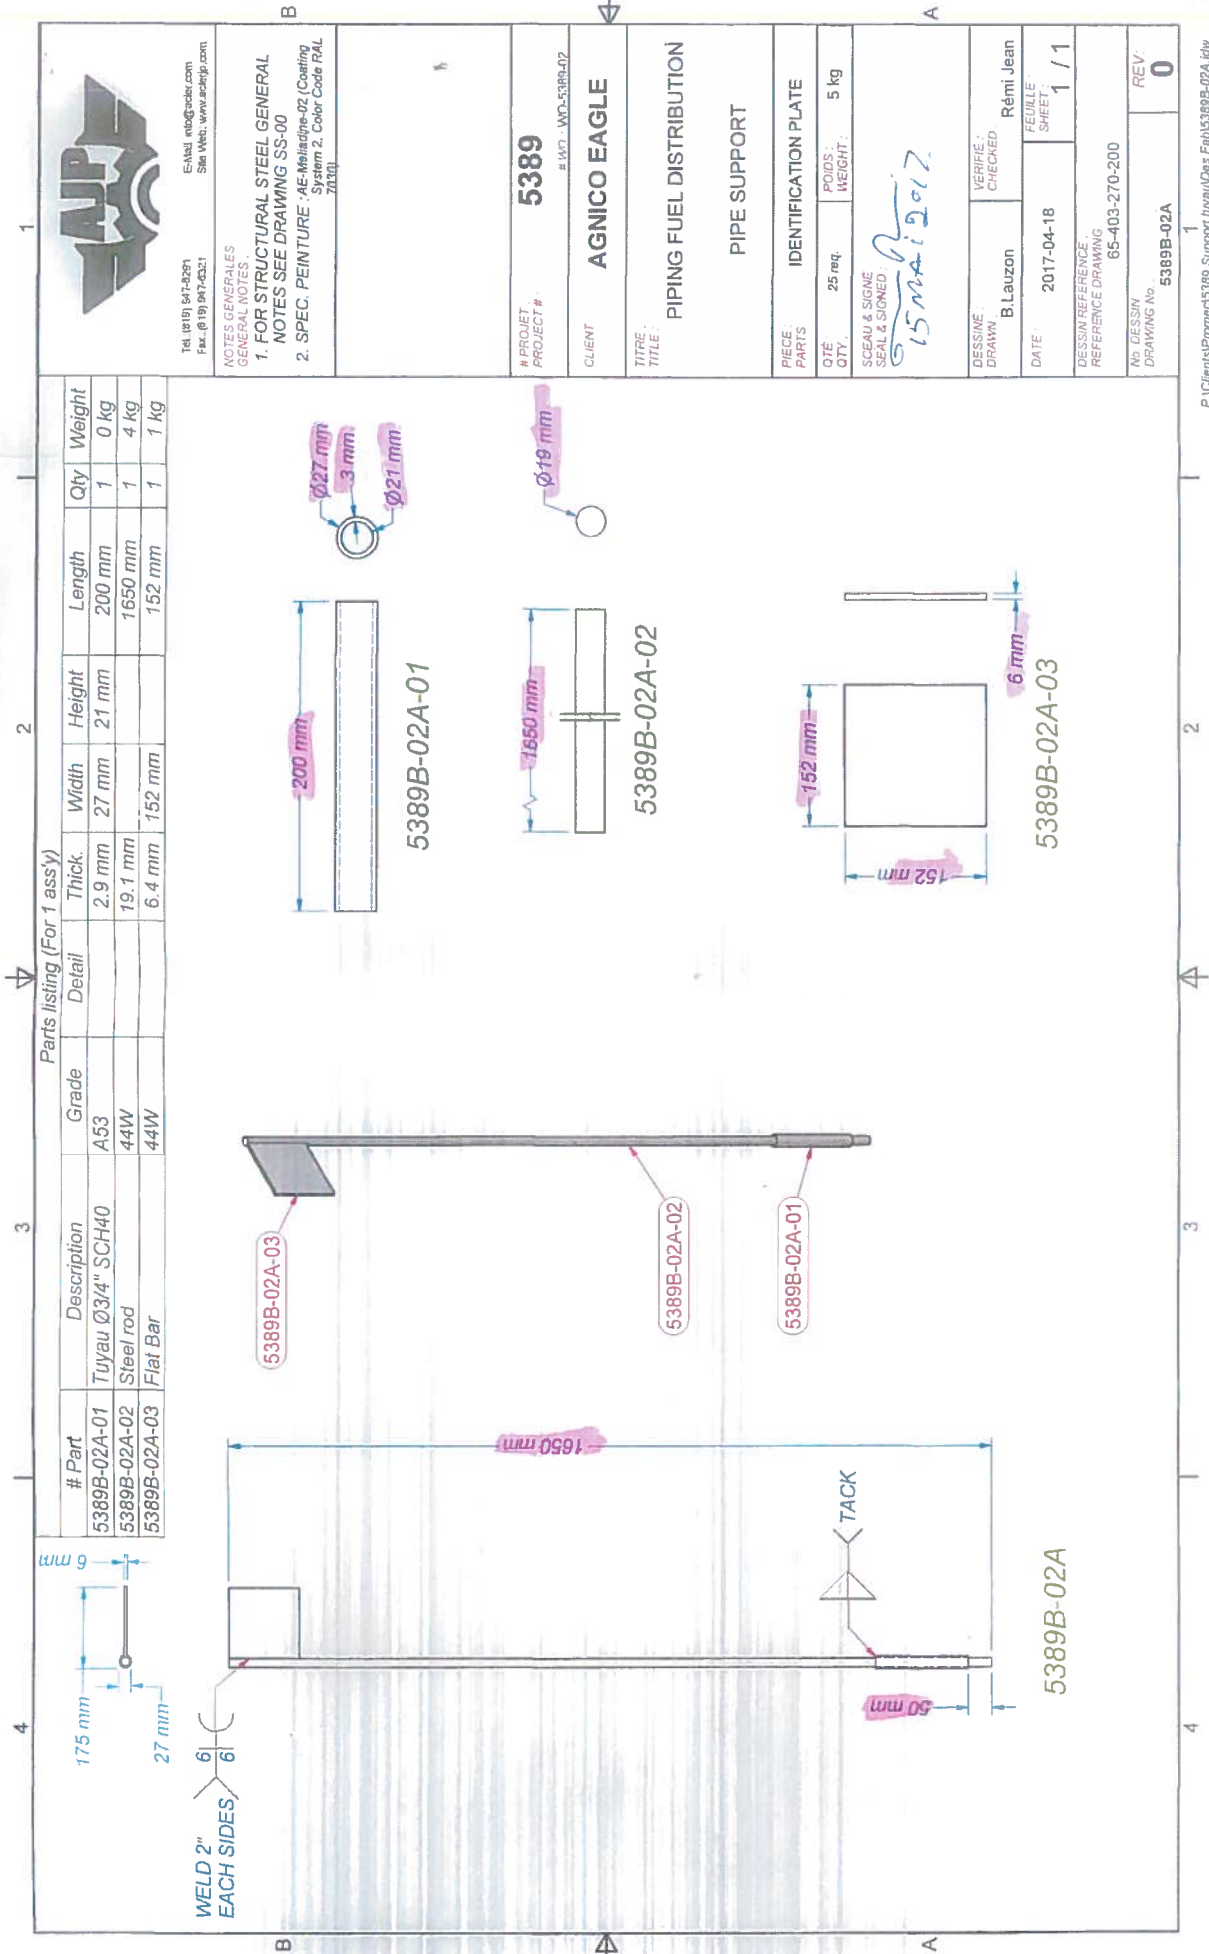 Parts listing (For 1 ass'y)
# Part Description Grade Detail Thick. Width Height Length Qty Weight
5389B-02A-01 Tuyau Ø3/4" SCH40 A53 2.9 mm 27 mm 21 mm 200 mm 1 0 kg
5389B-02A-02 Steel rod 44W 19.1 mm 1650 mm 1 4 kg
5389B-02A-03 Flat Bar 44W 6.4 mm 152 mm 152 mm 1 1 kg
4
3
2
1
B
A
AJP
Tel.:(819) 947-8291
Fax.:(819) 947-6321
E-Mail: info@acier.com
Site Web: www.acierjp.com
NOTES GÉNÉRALES
GENERAL NOTES :
1. FOR STRUCTURAL STEEL GENERAL
NOTES SEE DRAWING SS-00
2. SPEC. PEINTURE :AE-Meliadine-02 (Coating
System 2, Color Code RAL
7030)
# PROJET :
PROJECT # :
5389
# WO : WO-5389-02
CLIENT
AGNICO EAGLE
TITRE :
TITLE :
PIPING FUEL DISTRIBUTION
PIPE SUPPORT
PIECE :
PARTS
IDENTIFICATION PLATE
QTÉ :
QTY :
25 req.
POIDS :
WEIGHT :
5 kg
SCEAU & SIGNÉ
SEAL & SIGNED :
15 MAi 2017
DESSINÉ :
DRAWN
B.Lauzon
VERIFIE :
CHECKED
Rémi Jean
DATE
2017-04-18
FEUILLE :
SHEET :
1 / 1
DESSIN REFERENCE
REFERENCE DRAWING
65-403-270-200
No DESSIN
DRAWING No.
5389B-02A
REV:
0
175 mm
6 mm
27 mm
WELD 2"
EACH SIDES
6
6
1650 mm
TACK
50 mm
5389B-02A
5389B-02A-03
5389B-02A-02
5389B-02A-01
200 mm
Ø27 mm
3 mm
Ø21 mm
5389B-02A-01
1650 mm
Ø19 mm
5389B-02A-02
152 mm
152 mm
6 mm
5389B-02A-03
4
3
2
1
B
A